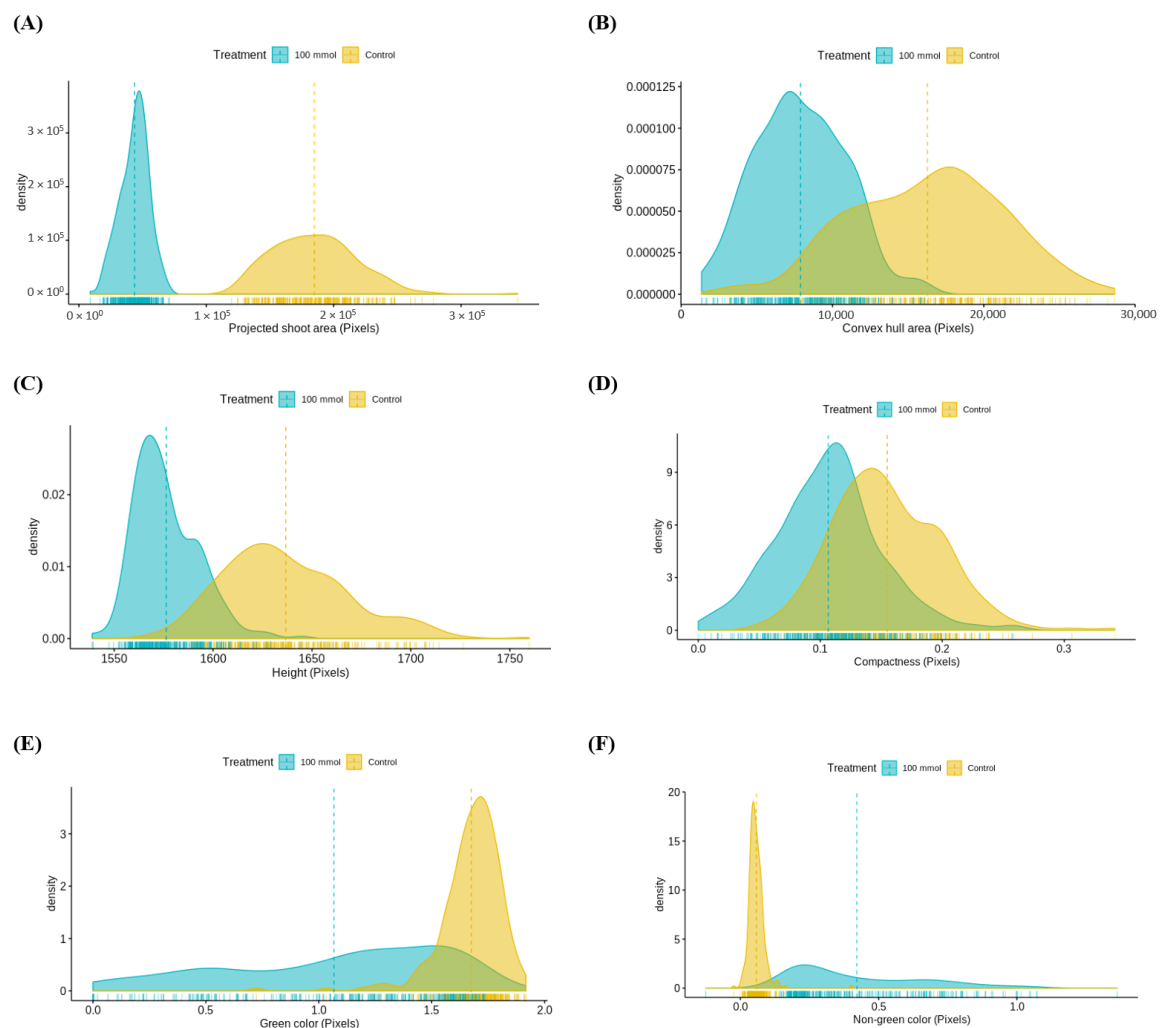 (A)
Treatment 100 mmol Control
density
3 × 10⁵
2 × 10⁵
1 × 10⁵
0 × 10⁰
0 × 10⁰ 1 × 10⁵ 2 × 10⁵ 3 × 10⁵
Projected shoot area (Pixels)
(B)
Treatment 100 mmol Control
density
0.000125
0.000100
0.000075
0.000050
0.000025
0.000000
0 10,000 20,000 30,000
Convex hull area (Pixels)
(C)
Treatment 100 mmol Control
density
0.02
0.01
0.00
1550 1600 1650 1700 1750
Height (Pixels)
(D)
Treatment 100 mmol Control
density
9
6
3
0
0.0 0.1 0.2 0.3
Compactness (Pixels)
(E)
Treatment 100 mmol Control
density
3
2
1
0
0.0 0.5 1.0 1.5 2.0
Green color (Pixels)
(F)
Treatment 100 mmol Control
density
20
15
10
5
0
0.0 0.5 1.0
Non-green color (Pixels)